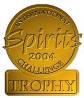 INTERNATIONAL
Spirits
2004
CHALLENGE
TROPHY